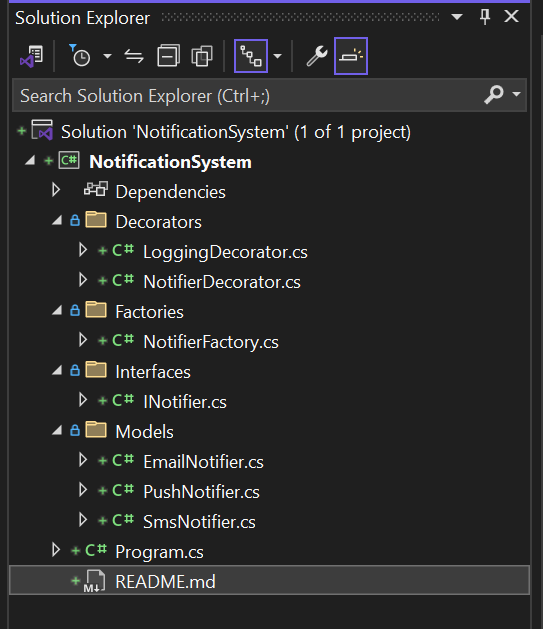 Solution Explorer
Search Solution Explorer (Ctrl+;)
Solution 'NotificationSystem' (1 of 1 project)
C# NotificationSystem
Dependencies
Decorators
C# LoggingDecorator.cs
C# NotifierDecorator.cs
Factories
C# NotifierFactory.cs
Interfaces
C# INotifier.cs
Models
C# EmailNotifier.cs
C# PushNotifier.cs
C# SmsNotifier.cs
C# Program.cs
M↓ README.md